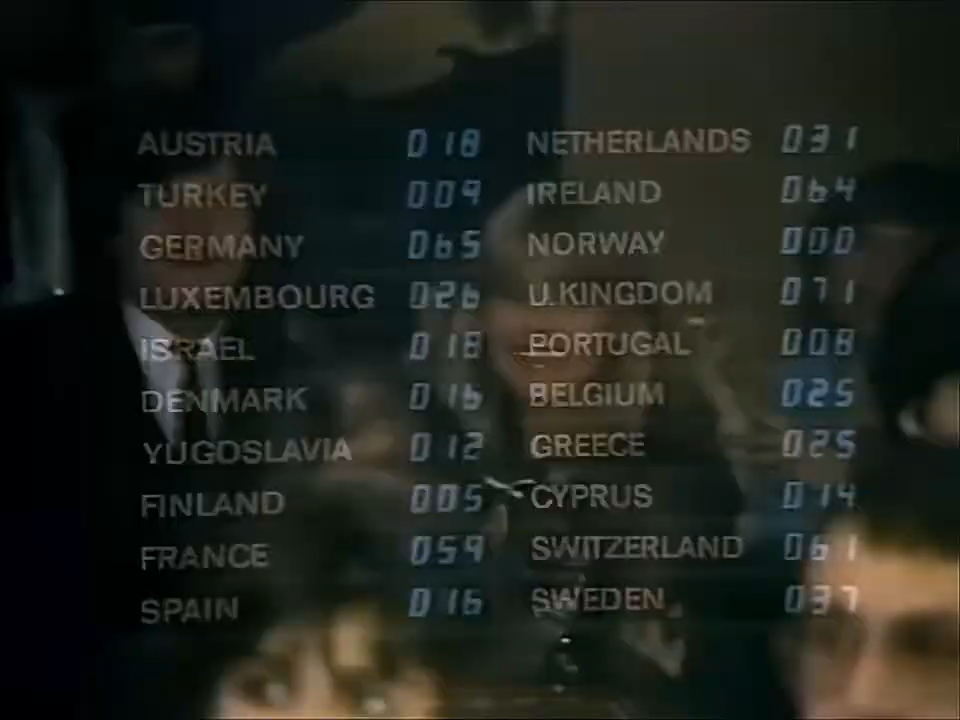 AUSTRIA 018
TURKEY 009
GERMANY 065
LUXEMBOURG 026
ISRAEL 018
DENMARK 016
YUGOSLAVIA 012
FINLAND 005
FRANCE 059
SPAIN 016
NETHERLANDS 031
IRELAND 064
NORWAY 000
U.KINGDOM 071
PORTUGAL 008
BELGIUM 025
GREECE 025
CYPRUS 014
SWITZERLAND 061
SWEDEN 037